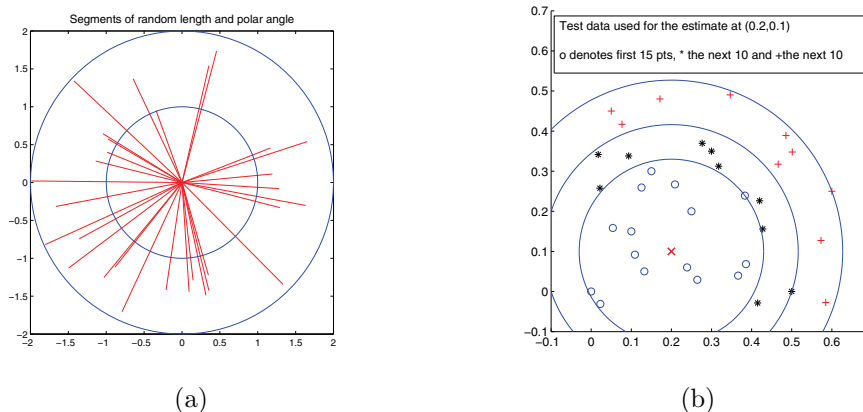 Segments of random length and polar angle
2
1.5
1
0.5
0
−0.5
−1
−1.5
−2
−2 −1.5 −1 −0.5 0 0.5 1 1.5 2
(a)
0.7
0.6
0.5
0.4
0.3
0.2
0.1
0
−0.1
−0.1 0 0.1 0.2 0.3 0.4 0.5 0.6
Test data used for the estimate at (0.2,0.1)
o denotes first 15 pts, * the next 10 and +the next 10
(b)